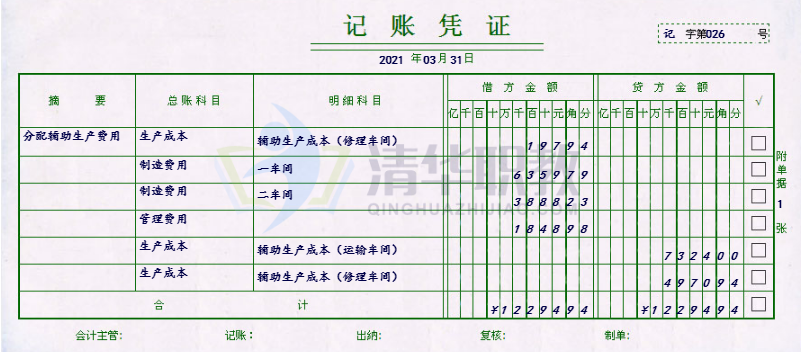 记账凭证
记 字第026 号
2021 年 03 月 31 日
摘 要 总账科目 明细科目 借方金额 贷方金额 √
亿千百十万千百十元角分 亿千百十万千百十元角分
分配辅助生产费用 生产成本 辅助生产成本(修理车间) 19794
制造费用 一车间 635979
制造费用 二车间 388823
管理费用 184898
生产成本 辅助生产成本(运输车间) 732400
生产成本 辅助生产成本(修理车间) 497094
合 计 ¥1229494 ¥1229494
附单据 1 张
清华职教
QINGHUAZHIJIAO.COM
会计主管: 记账: 出纳: 复核: 制单: